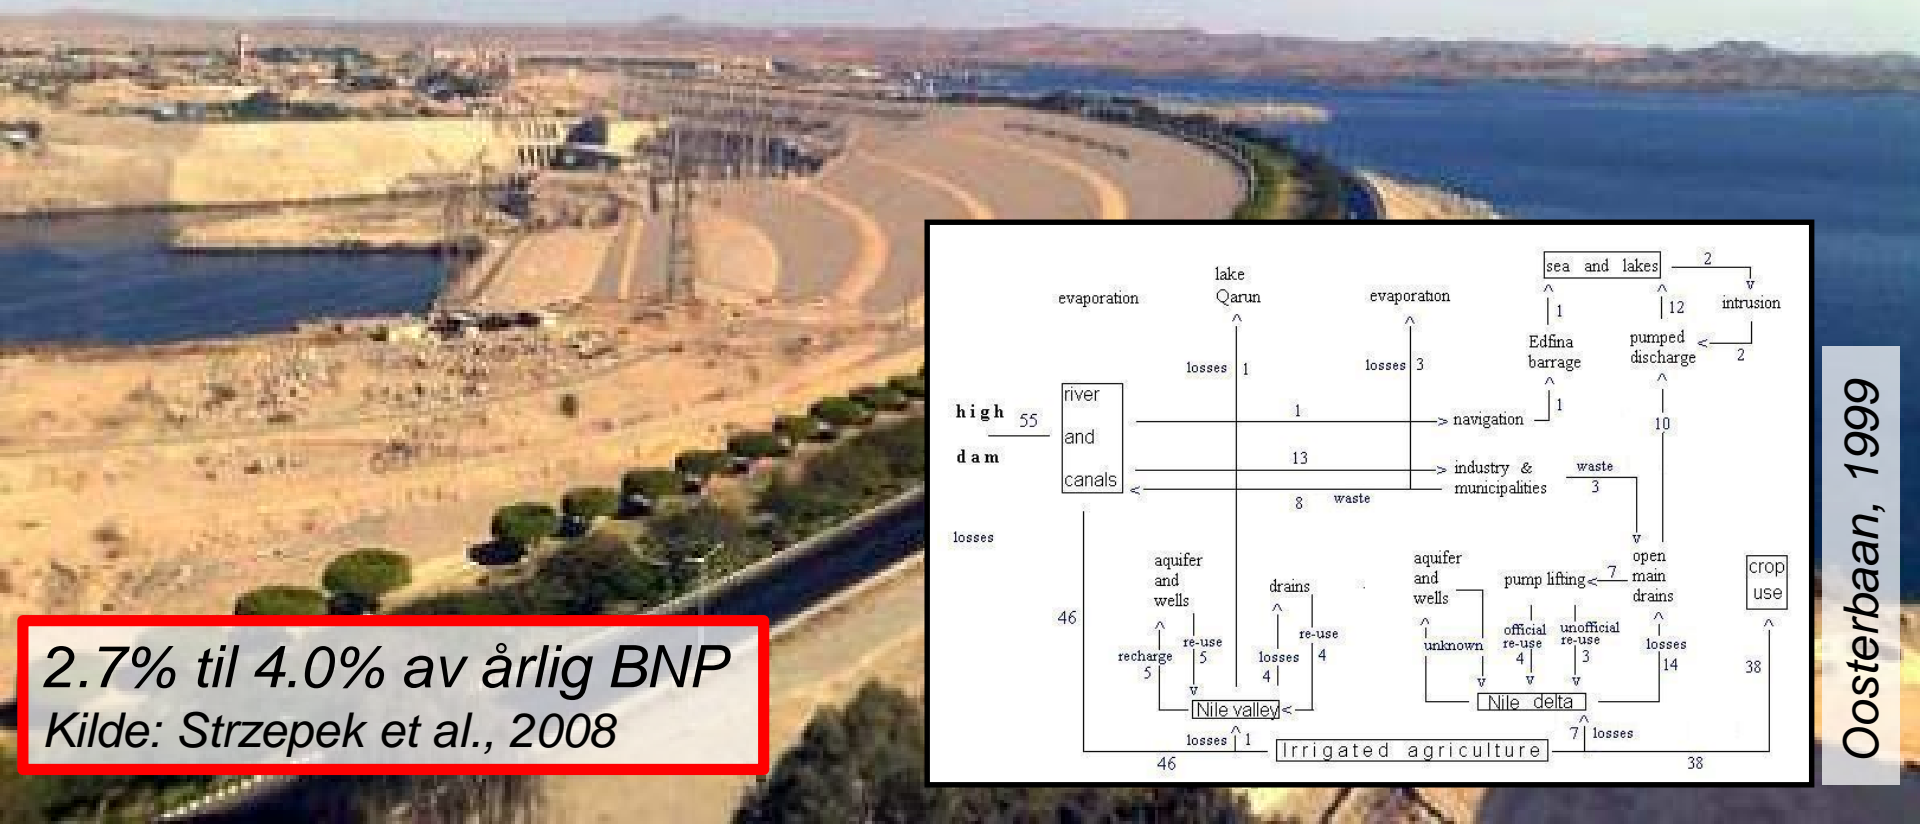 sea and lakes
2
intrusion
2
lake
Qarun
evaporation
evaporation
1
12
Edfina
barrage
pumped
discharge
losses 1
losses 3
1
10
high
dam
55
river
and
canals
1
navigation
13
industry &
municipalities
8
waste
waste
3
losses
46
aquifer
and
wells
drains
recharge
5
re-use
5
losses
4
re-use
4
aquifer
and
wells
unknown
pump lifting
7
open
main
drains
official
re-use
4
unofficial
re-use
3
losses
14
crop
use
38
Nile valley
Nile delta
losses 1
7 losses
Irrigated agriculture
46
38
2.7% til 4.0% av årlig BNP
Kilde: Strzepek et al., 2008
Oosterbaan, 1999